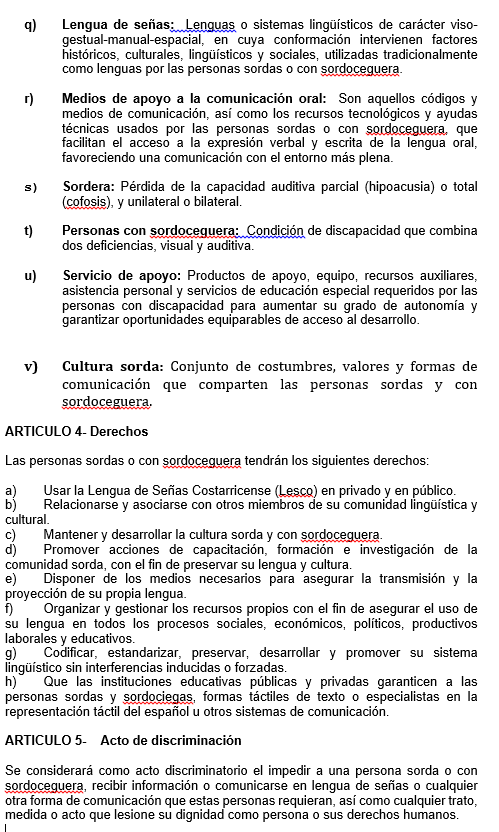 q) Lengua de señas: Lenguas o sistemas lingüísticos de carácter viso-
gestual-manual-espacial, en cuya conformación intervienen factores
históricos, culturales, lingüísticos y sociales, utilizadas tradicionalmente
como lenguas por las personas sordas o con sordoceguera.
r) Medios de apoyo a la comunicación oral: Son aquellos códigos y
medios de comunicación, así como los recursos tecnológicos y ayudas
técnicas usados por las personas sordas o con sordoceguera, que
facilitan el acceso a la expresión verbal y escrita de la lengua oral,
favoreciendo una comunicación con el entorno más plena.
s) Sordera: Pérdida de la capacidad auditiva parcial (hipoacusia) o total
(cofosis), y unilateral o bilateral.
t) Personas con sordoceguera: Condición de discapacidad que combina
dos deficiencias, visual y auditiva.
u) Servicio de apoyo: Productos de apoyo, equipo, recursos auxiliares,
asistencia personal y servicios de educación especial requeridos por las
personas con discapacidad para aumentar su grado de autonomía y
garantizar oportunidades equiparables de acceso al desarrollo.
v) Cultura sorda: Conjunto de costumbres, valores y formas de
comunicación que comparten las personas sordas y con
sordoceguera.
ARTICULO 4- Derechos
Las personas sordas o con sordoceguera tendrán los siguientes derechos:
a) Usar la Lengua de Señas Costarricense (Lesco) en privado y en público.
b) Relacionarse y asociarse con otros miembros de su comunidad lingüística y
cultural.
c) Mantener y desarrollar la cultura sorda y con sordoceguera.
d) Promover acciones de capacitación, formación e investigación de la
comunidad sorda, con el fin de preservar su lengua y cultura.
e) Disponer de los medios necesarios para asegurar la transmisión y la
proyección de su propia lengua.
f) Organizar y gestionar los recursos propios con el fin de asegurar el uso de
su lengua en todos los procesos sociales, económicos, políticos, productivos
laborales y educativos.
g) Codificar, estandarizar, preservar, desarrollar y promover su sistema
lingüístico sin interferencias inducidas o forzadas.
h) Que las instituciones educativas públicas y privadas garanticen a las
personas sordas y sordociegas, formas táctiles de texto o especialistas en la
representación táctil del español u otros sistemas de comunicación.
ARTICULO 5- Acto de discriminación
Se considerará como acto discriminatorio el impedir a una persona sorda o con
sordoceguera, recibir información o comunicarse en lengua de señas o cualquier
otra forma de comunicación que estas personas requieran, así como cualquier trato,
medida o acto que lesione su dignidad como persona o sus derechos humanos.